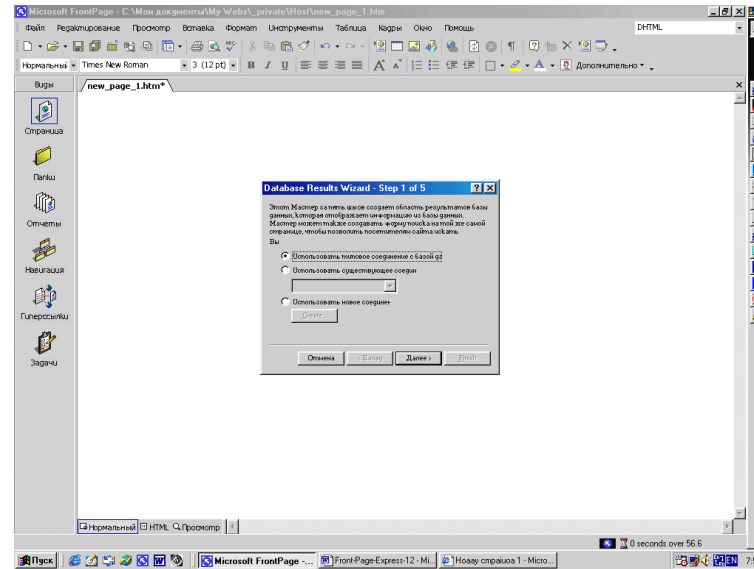 Microsoft FrontPage - C:\Мои документы\My Webs\_private\Host\new_page_1.htm
Файл Редактирование Просмотр Вставка Формат Инструменты Таблица Кадры Окно Помощь
DHTML
Нормальный Times New Roman 3 (12 pt) Дополнительно
Виды
new_page_1.htm*
Страница
Папки
Отчеты
Навигация
Гиперссылки
Задачи
Database Results Wizard - Step 1 of 5
Этот Мастер за пять шагов создает область результатов базы
данных, которая отображает информацию из базы данных.
Мастер может также создавать форму поиска на той же самой
странице, чтобы позволить посетителям сайта искать
Вы
Использовать типовое соединение с базой да
Использовать существующее соедин
Использовать новое соединен
Create...
Отмена < Назад Далее > Finish
Нормальный HTML Просмотр
0 seconds over 56.6
Пуск Microsoft FrontPage -... Front-Page-Express-12 - Mi... 1 - Micro... EN